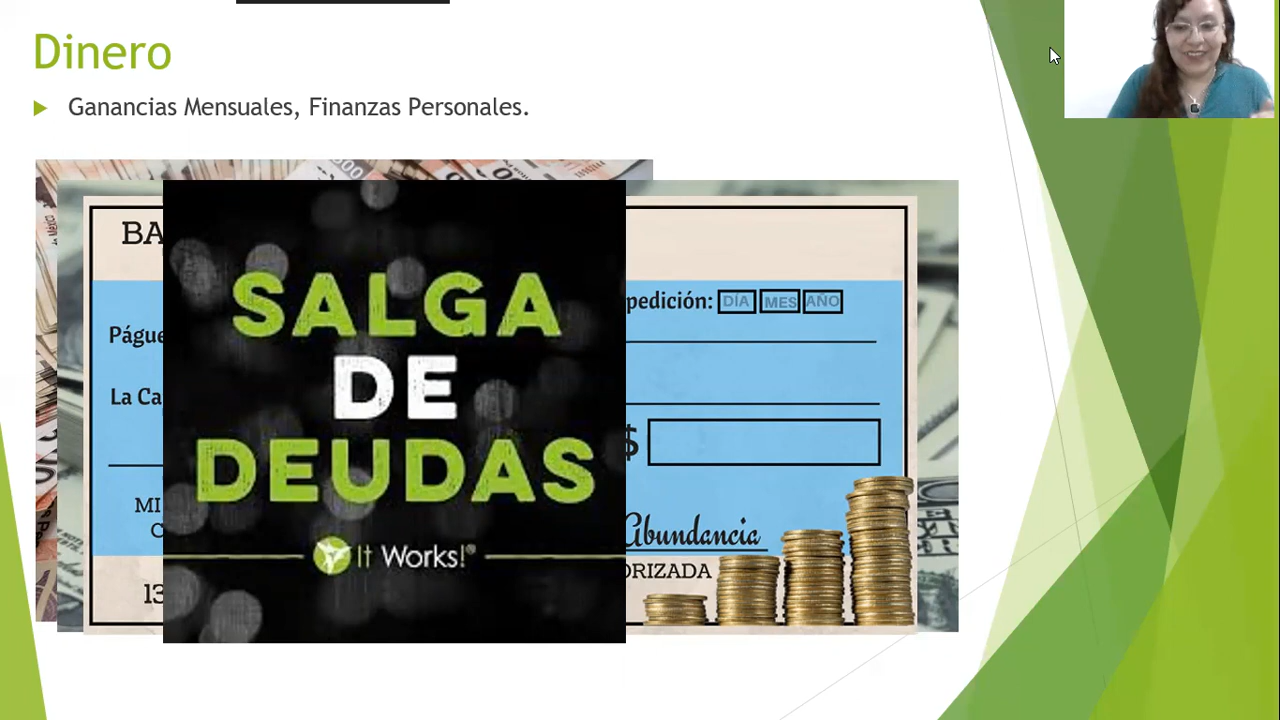 Dinero
Ganancias Mensuales, Finanzas Personales.
SALGA
DE
DEUDAS
It Works!®
BA
pedición: DÍA MES AÑO
Págue
La Ca
$
MI
C
Abundancia
ORIZADA
13